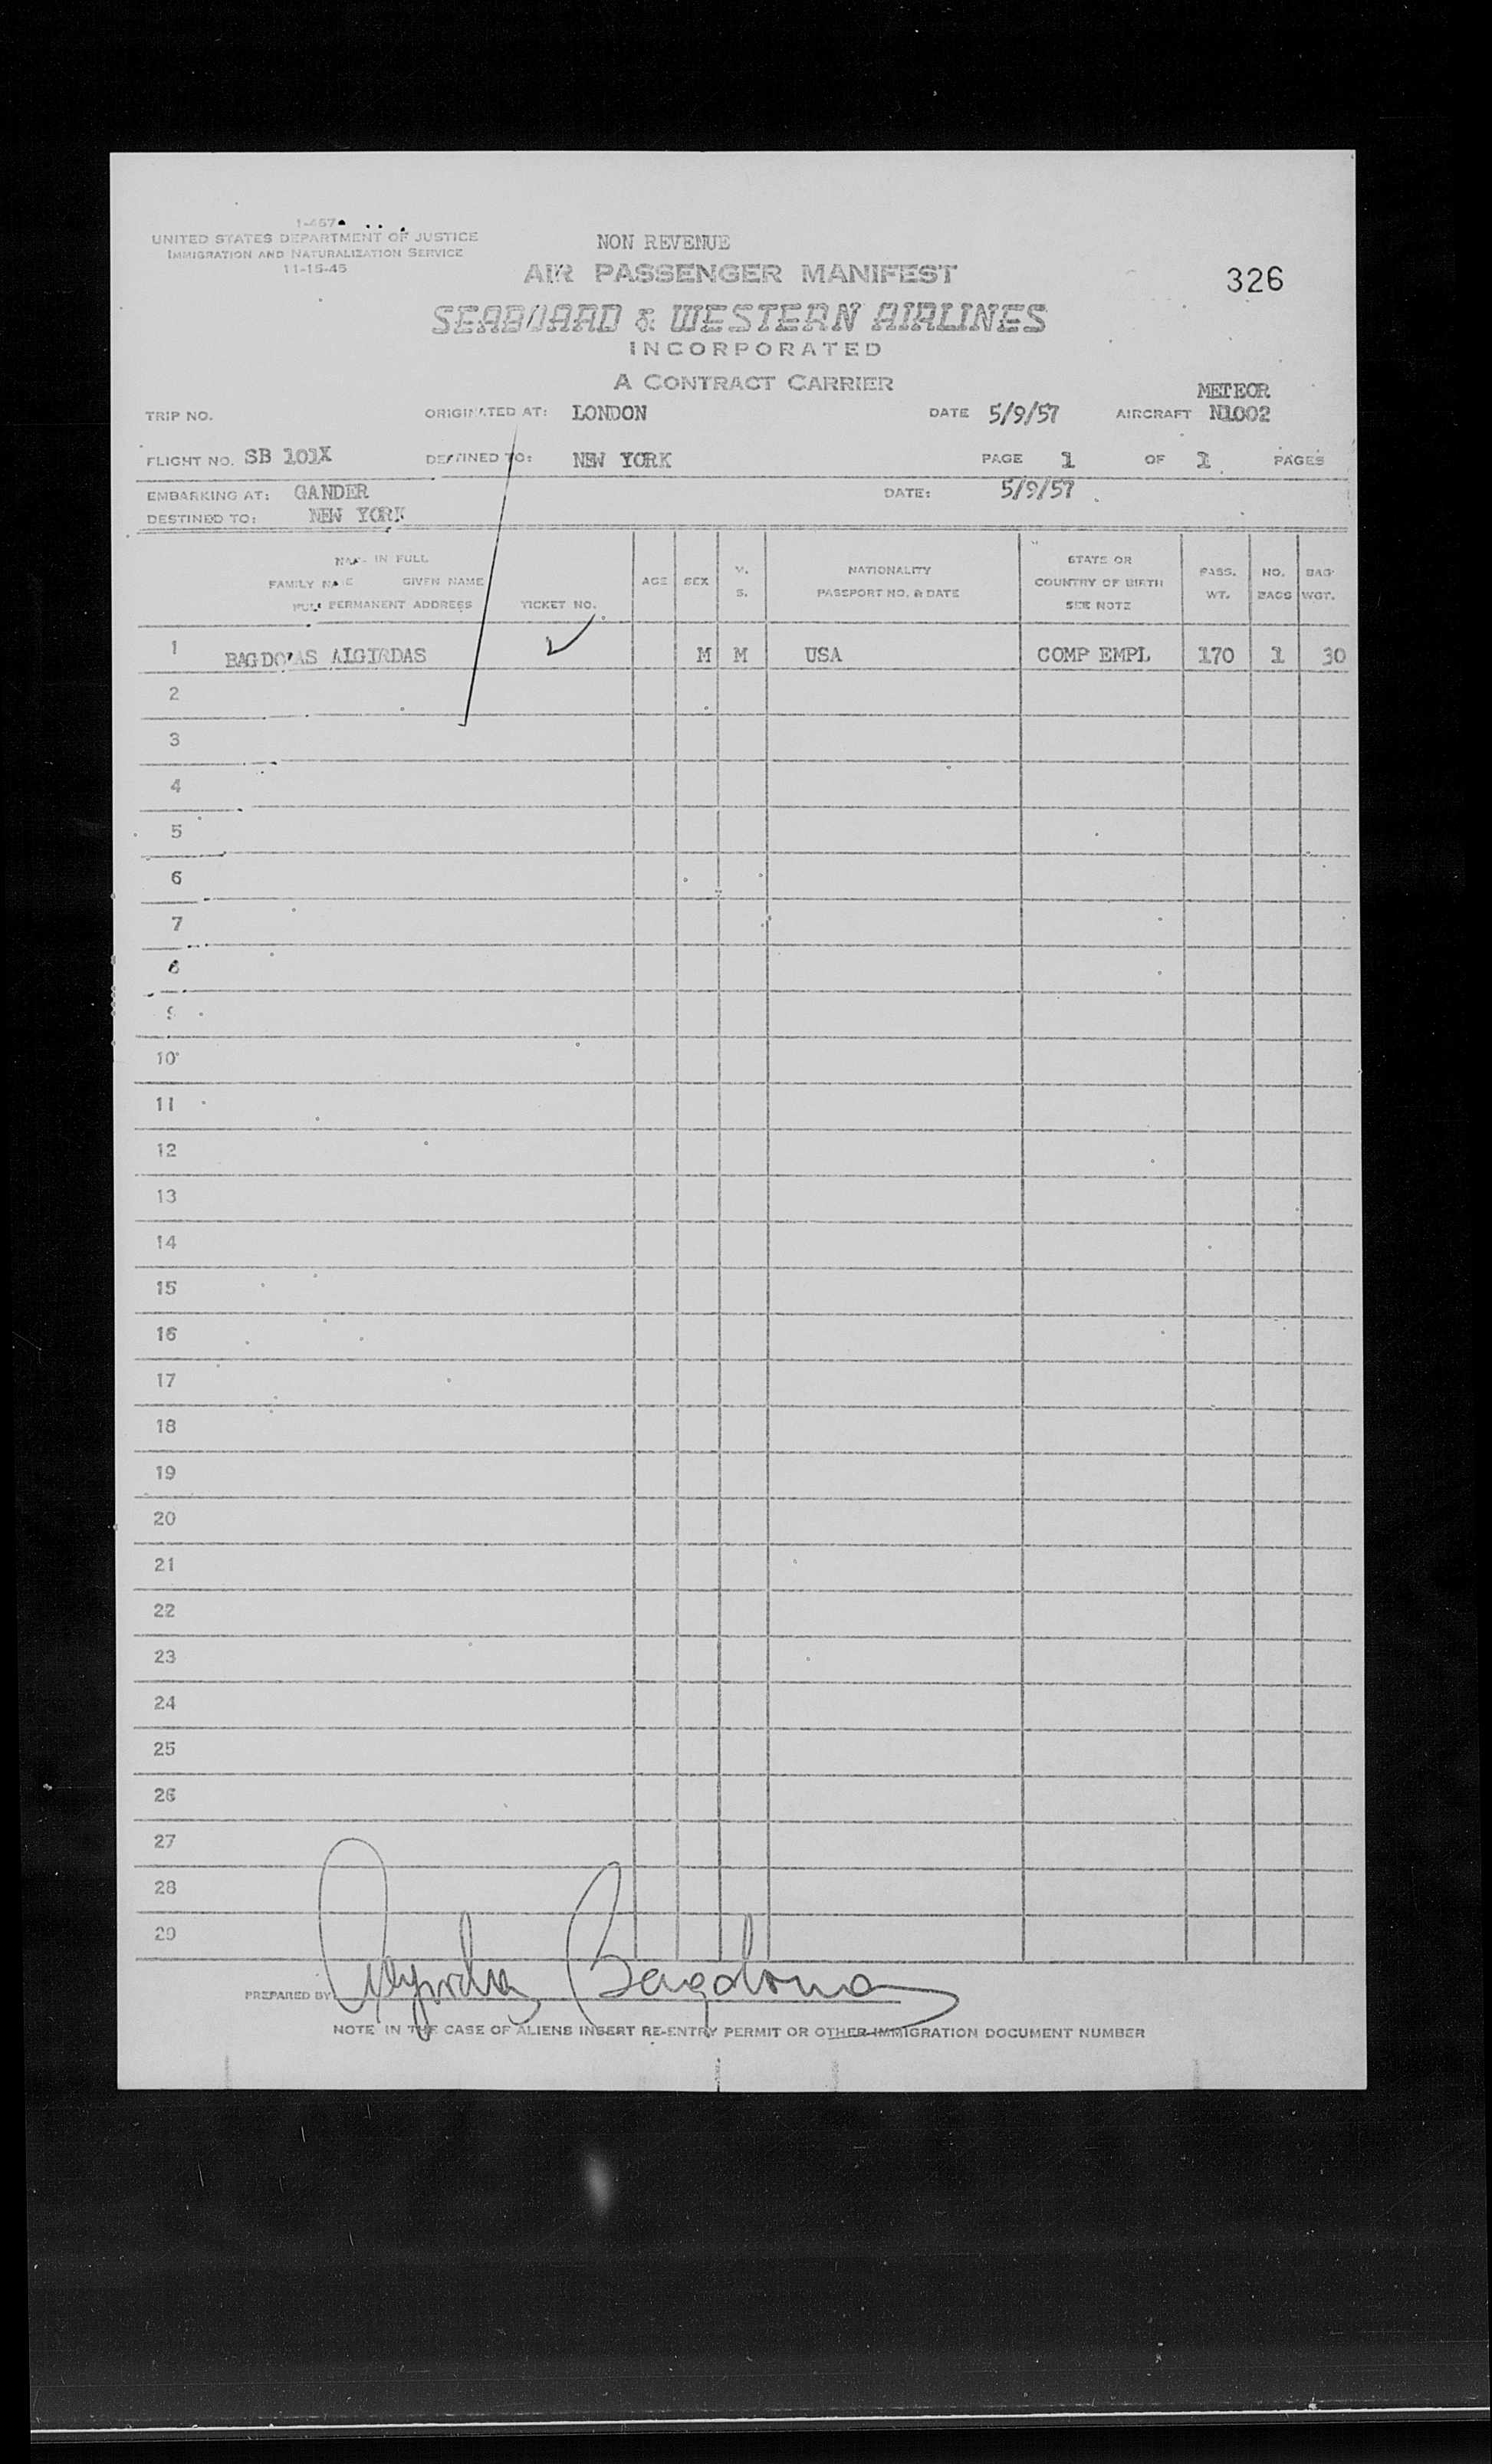 I-467
UNITED STATES DEPARTMENT OF JUSTICE
IMMIGRATION AND NATURALIZATION SERVICE
11-15-45
NON REVENUE
AIR PASSENGER MANIFEST
326
SEABOARD & WESTERN AIRLINES
INCORPORATED
A CONTRACT CARRIER
METEOR
TRIP NO. ORIGINATED AT: LONDON DATE 5/9/57 AIRCRAFT N1002
FLIGHT NO. SB 101X DESTINED TO: NEW YORK PAGE 1 OF 1 PAGES
EMBARKING AT: GANDER DATE: 5/9/57
DESTINED TO: NEW YORK
NAME IN FULL
FAMILY NAME GIVEN NAME
FULL PERMANENT ADDRESS TICKET NO.
AGE SEX M. S.
NATIONALITY
PASSPORT NO. & DATE
STATE OR
COUNTRY OF BIRTH
SEE NOTE
PASS. WT.
NO. BAGS
BAG WGT.
1 BAGDONAS ALGIRDAS ✓ M M USA COMP EMPL 170 1 30
2
3
4
5
6
7
8
9
10
11
12
13
14
15
16
17
18
19
20
21
22
23
24
25
26
27
28
29
PREPARED BY Algirdas Bagdonas
NOTE IN THE CASE OF ALIENS INSERT RE-ENTRY PERMIT OR OTHER IMMIGRATION DOCUMENT NUMBER